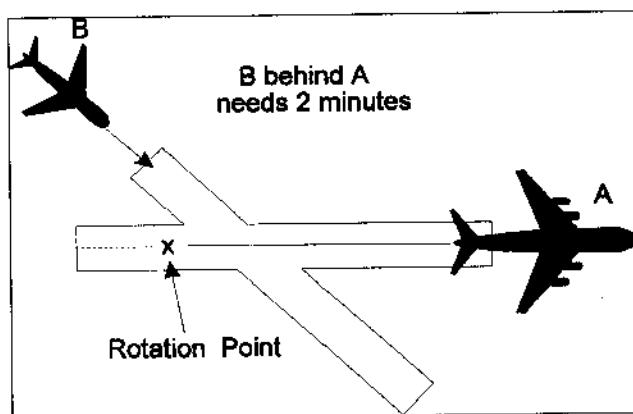 B
B behind A
needs 2 minutes
A
x
Rotation Point